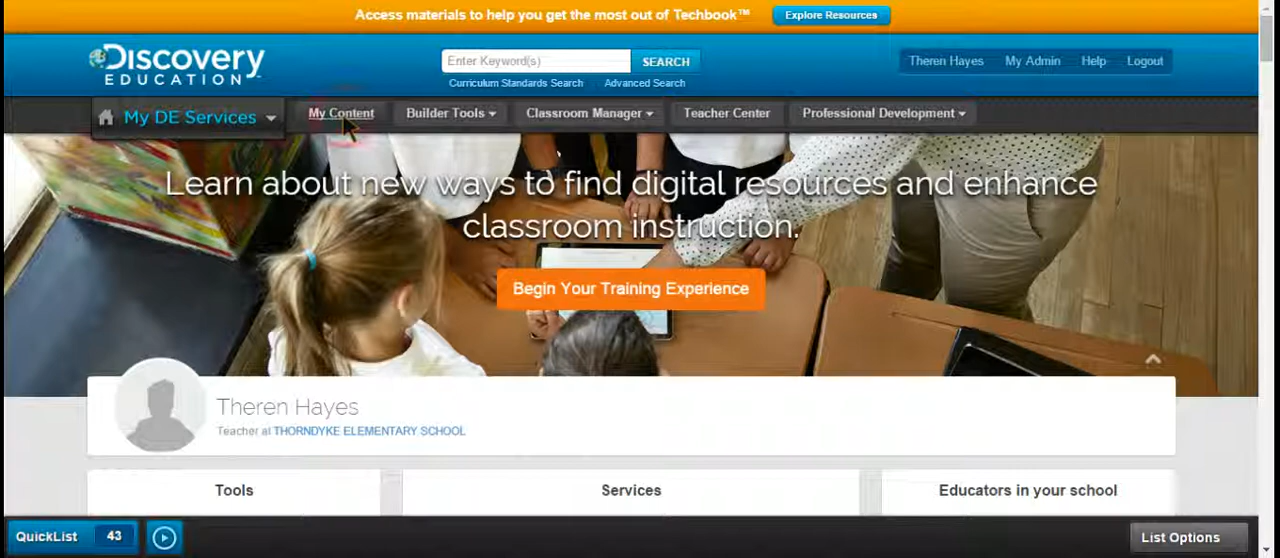 Access materials to help you get the most out of Techbook™ Explore Resources
Discovery
EDUCATION
Enter Keyword(s) SEARCH
Theren Hayes My Admin Help Logout
Curriculum Standards Search Advanced Search
My DE Services My Content Builder Tools Classroom Manager Teacher Center Professional Development
Learn about new ways to find digital resources and enhance
classroom instruction.
Begin Your Training Experience
Theren Hayes
Teacher at THORNDYKE ELEMENTARY SCHOOL
Tools Services Educators in your school
QuickList 43 List Options